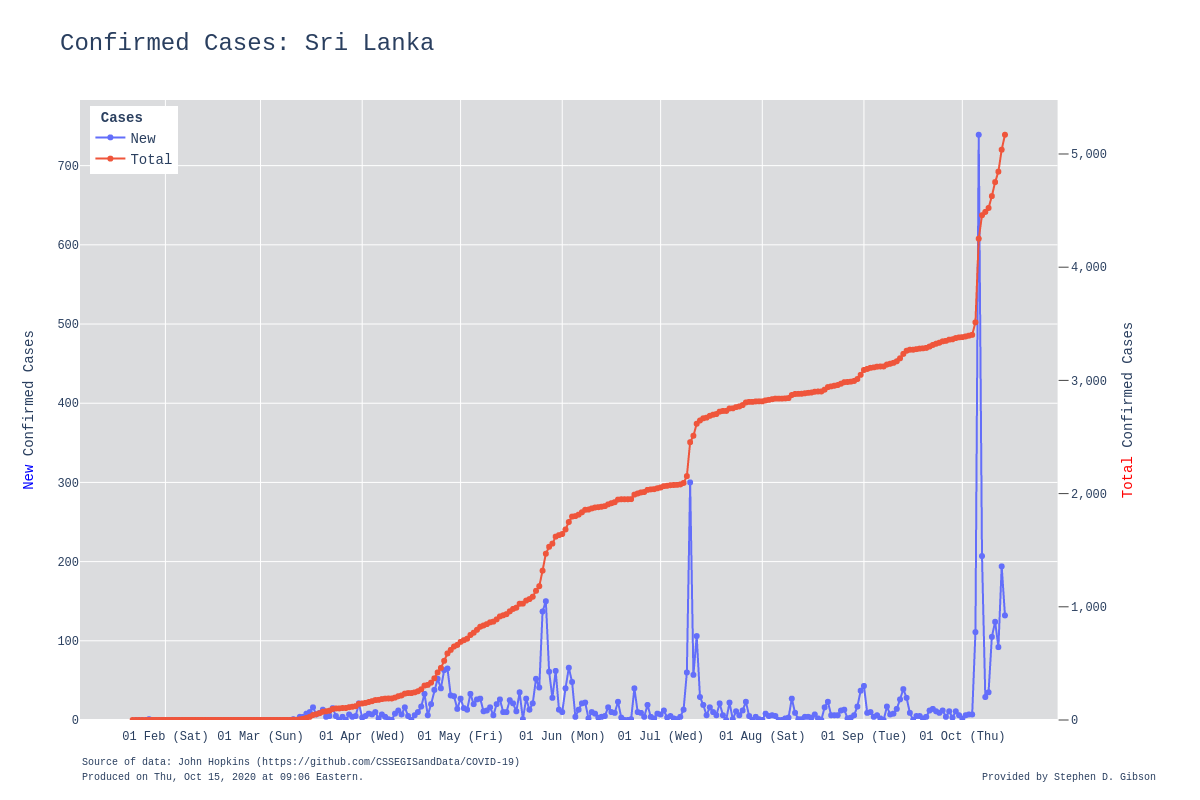 Confirmed Cases: Sri Lanka
Cases
New
Total
700
600
500
400
300
200
100
0
5,000
4,000
3,000
2,000
1,000
0
New Confirmed Cases
Total Confirmed Cases
01 Feb (Sat) 01 Mar (Sun) 01 Apr (Wed) 01 May (Fri) 01 Jun (Mon) 01 Jul (Wed) 01 Aug (Sat) 01 Sep (Tue) 01 Oct (Thu)
Source of data: John Hopkins (https://github.com/CSSEGISandData/COVID-19)
Produced on Thu, Oct 15, 2020 at 09:06 Eastern.
Provided by Stephen D. Gibson